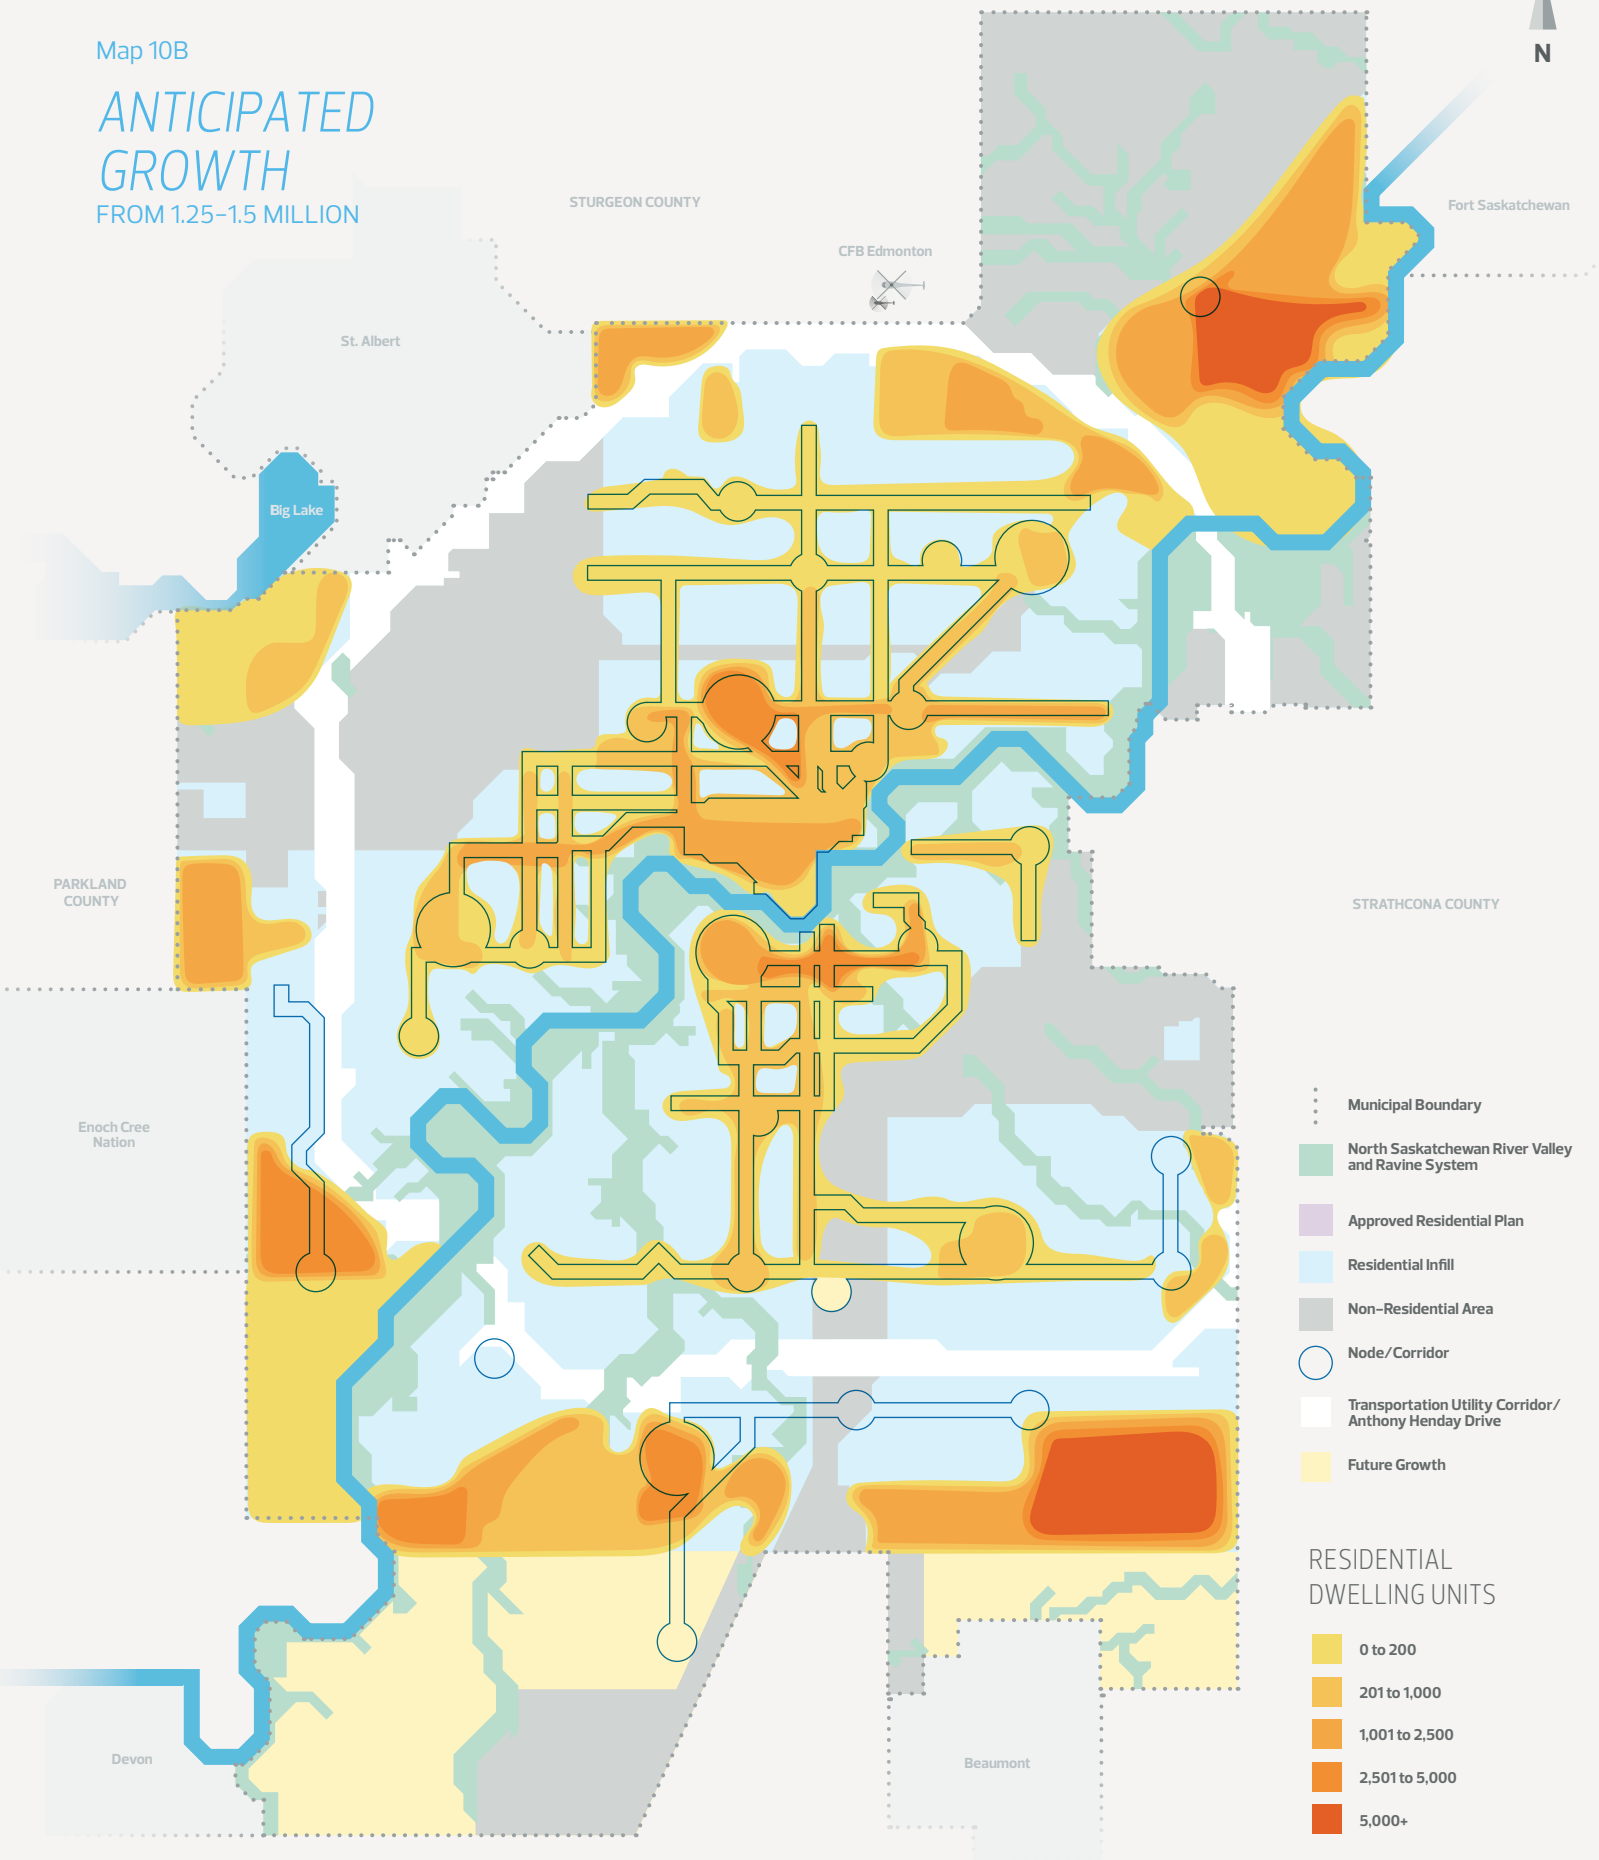 Map 10B
ANTICIPATED
GROWTH
FROM 1.25–1.5 MILLION
N
STURGEON COUNTY
Fort Saskatchewan
CFB Edmonton
St. Albert
Big Lake
PARKLAND
COUNTY
STRATHCONA COUNTY
Enoch Cree
Nation
Devon
Beaumont
Municipal Boundary
North Saskatchewan River Valley
and Ravine System
Approved Residential Plan
Residential Infill
Non-Residential Area
Node/Corridor
Transportation Utility Corridor/
Anthony Henday Drive
Future Growth
RESIDENTIAL
DWELLING UNITS
0 to 200
201 to 1,000
1,001 to 2,500
2,501 to 5,000
5,000+